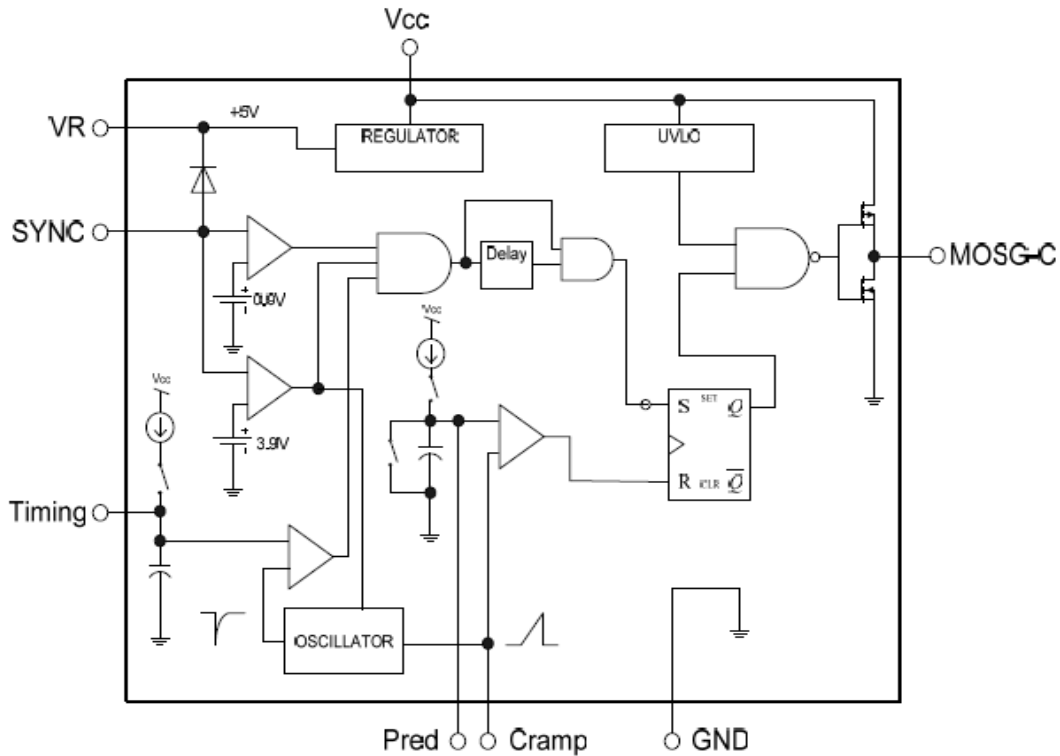 Vcc
VR
+5V
REGULATOR
UVLO
SYNC
Delay
MOSG-C
0.9V
Vcc
Vcc
3.9V
S SET Q
R CLR Q
Timing
OSCILLATOR
Pred
Cramp
GND